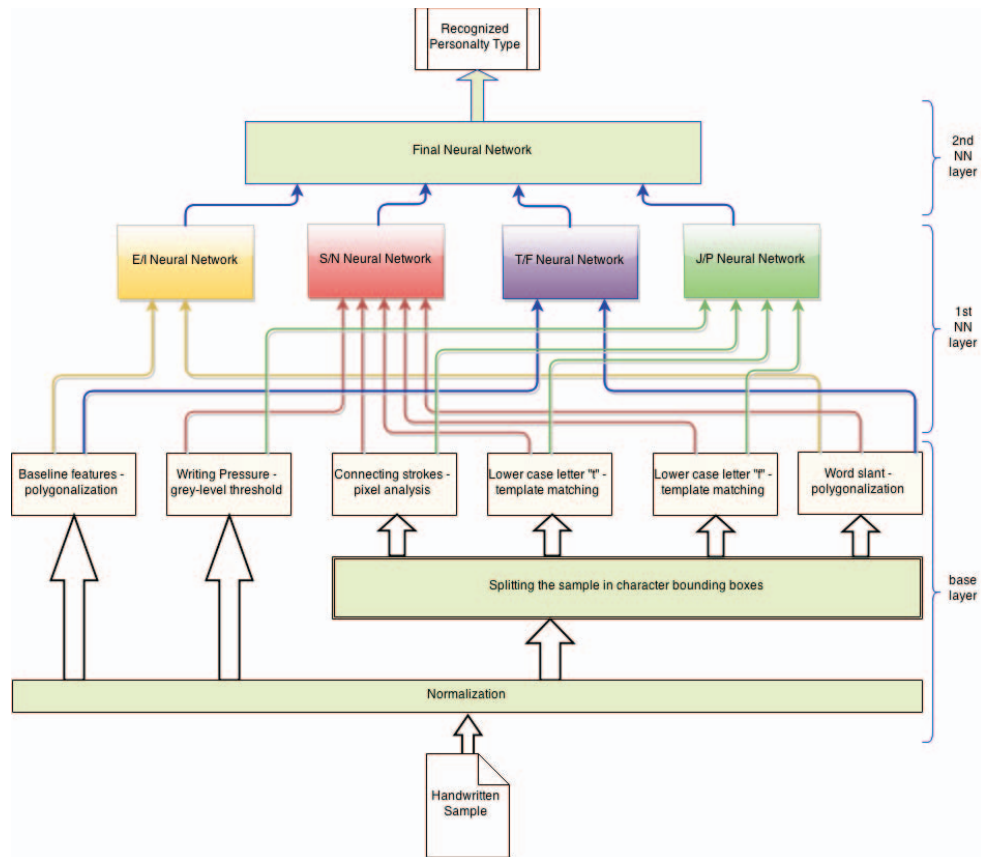 Recognized
Personalty Type
Final Neural Network
2nd
NN
layer
E/I Neural Network
S/N Neural Network
T/F Neural Network
J/P Neural Network
1st
NN
layer
Baseline features -
polygonalization
Writing Pressure -
grey-level threshold
Connecting strokes -
pixel analysis
Lower case letter "t" -
template matching
Lower case letter "f" -
template matching
Word slant -
polygonalization
Splitting the sample in character bounding boxes
base
layer
Normalization
Handwritten
Sample